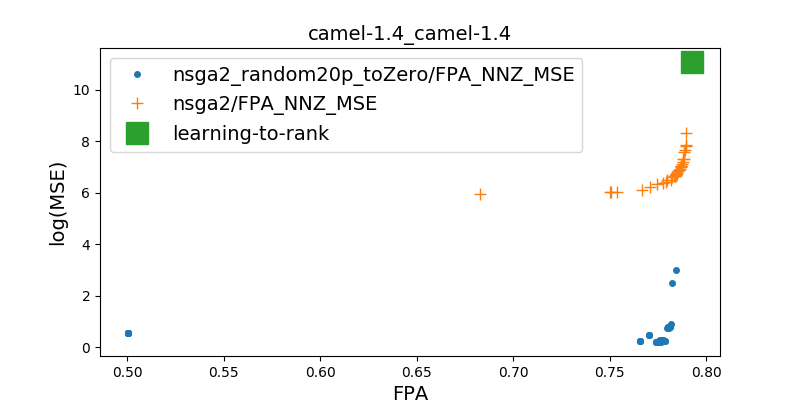 camel-1.4_camel-1.4
nsga2_random20p_toZero/FPA_NNZ_MSE
nsga2/FPA_NNZ_MSE
learning-to-rank
log(MSE)
10
8
6
4
2
0
0.50 0.55 0.60 0.65 0.70 0.75 0.80
FPA